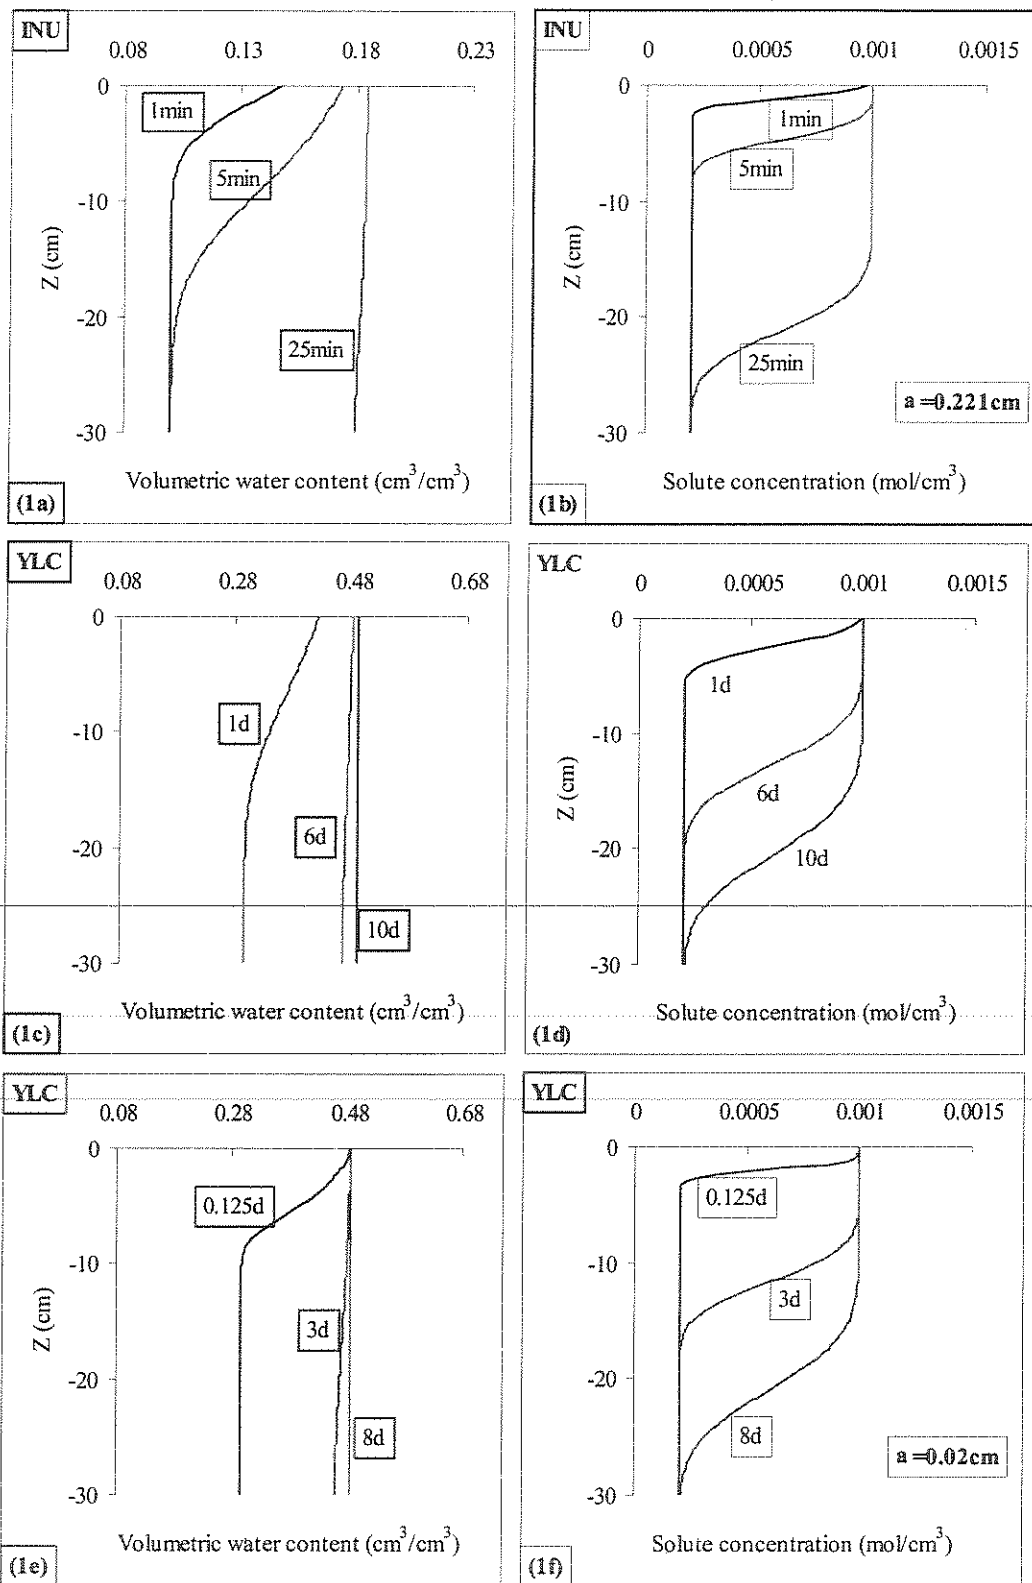 INU
0.08 0.13 0.18 0.23
0
-10
-20
-30
Z (cm)
1min
5min
25min
Volumetric water content (cm³/cm³)
(1a)
INU
0 0.0005 0.001 0.0015
0
-10
-20
-30
Z (cm)
1min
5min
25min
a =0.221cm
Solute concentration (mol/cm³)
(1b)
YLC
0.08 0.28 0.48 0.68
0
-10
-20
-30
Z (cm)
1d
6d
10d
Volumetric water content (cm³/cm³)
(1c)
YLC
0 0.0005 0.001 0.0015
0
-10
-20
-30
Z (cm)
1d
6d
10d
Solute concentration (mol/cm³)
(1d)
YLC
0.08 0.28 0.48 0.68
0
-10
-20
-30
Z (cm)
0.125d
3d
8d
Volumetric water content (cm³/cm³)
(1e)
YLC
0 0.0005 0.001 0.0015
0
-10
-20
-30
Z (cm)
0.125d
3d
8d
a =0.02cm
Solute concentration (mol/cm³)
(1f)